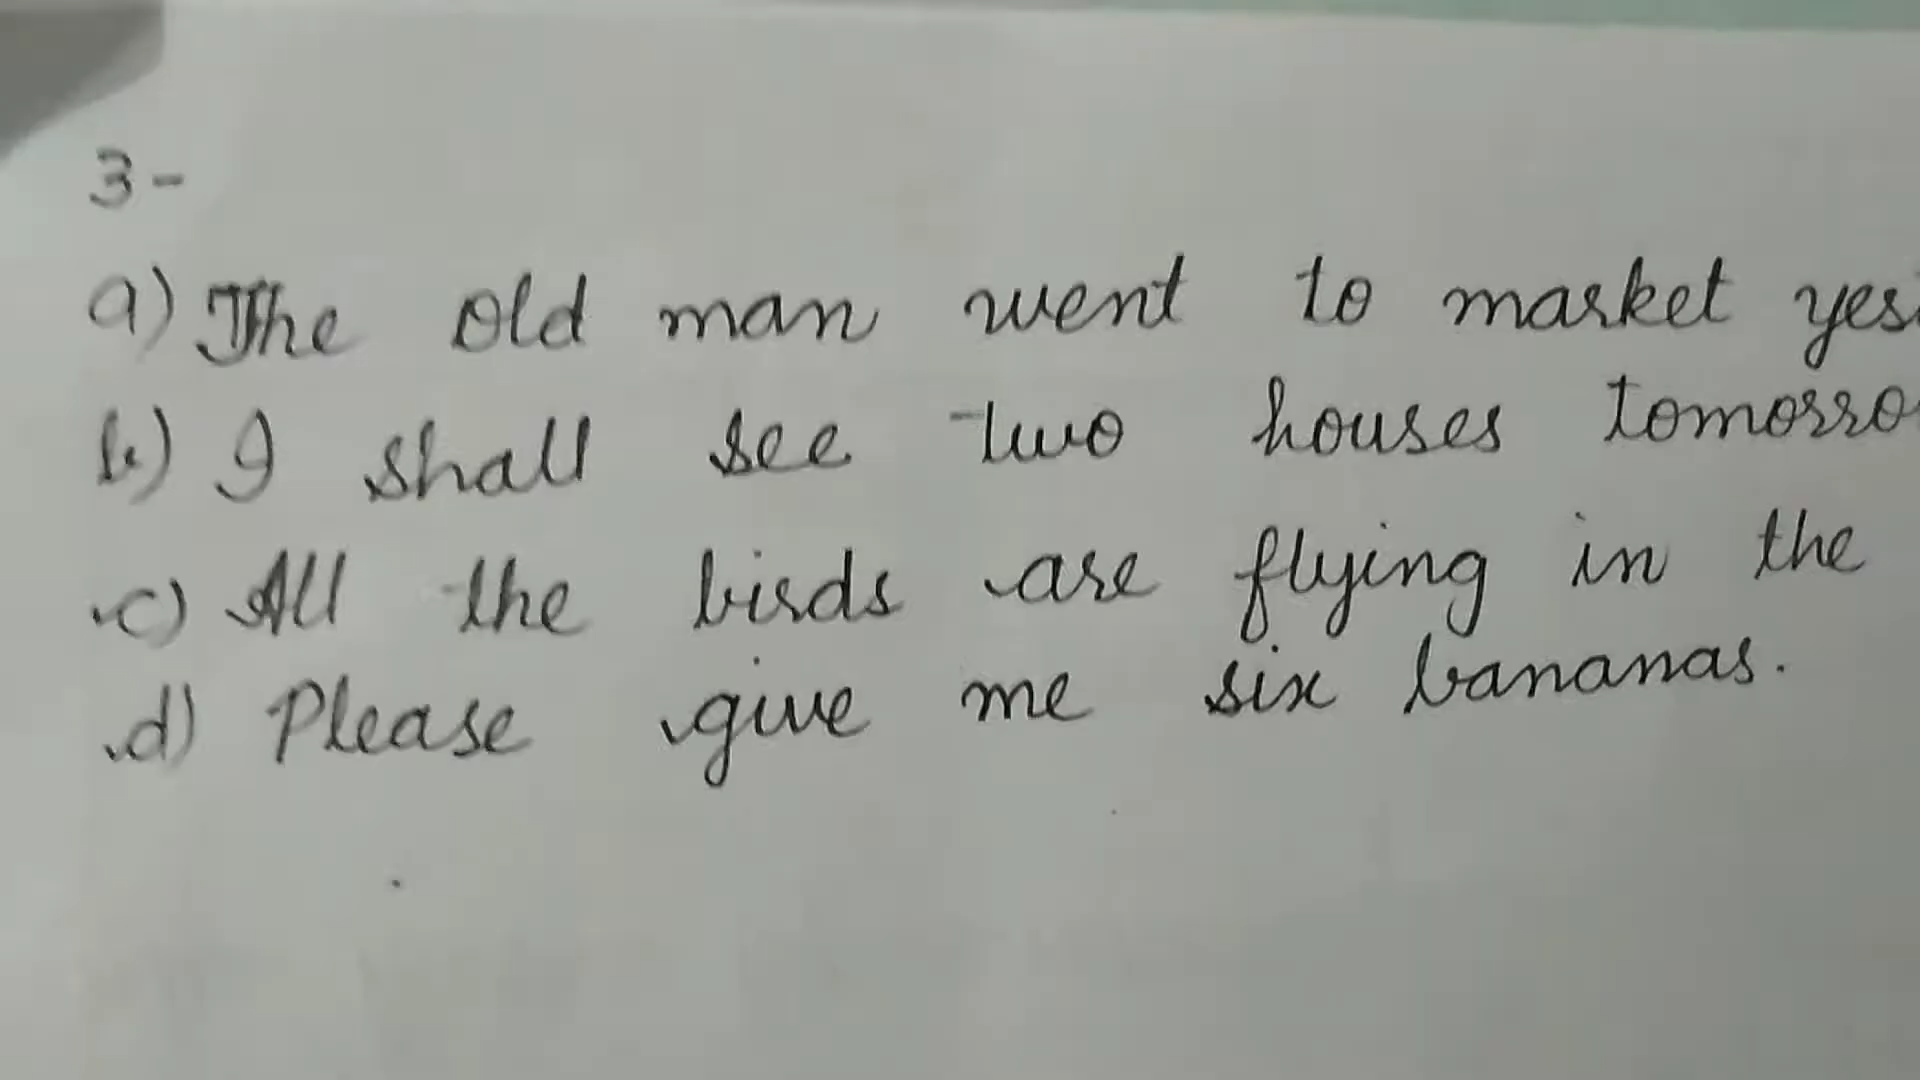 3-
a) The old man went to market yes
b) I shall see two houses tomorro
c) All the birds are flying in the
d) Please give me six bananas.